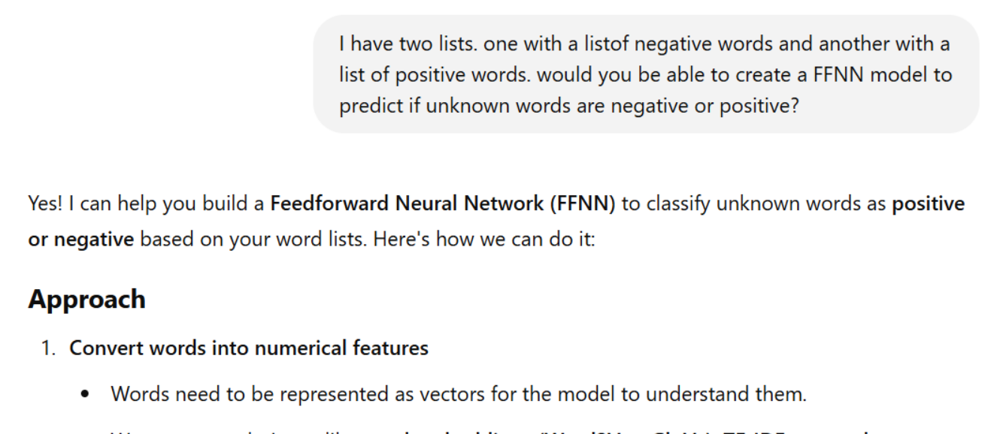 I have two lists. one with a listof negative words and another with a
list of positive words. would you be able to create a FFNN model to
predict if unknown words are negative or positive?
Yes! I can help you build a Feedforward Neural Network (FFNN) to classify unknown words as positive
or negative based on your word lists. Here's how we can do it:
Approach
1. Convert words into numerical features
• Words need to be represented as vectors for the model to understand them.